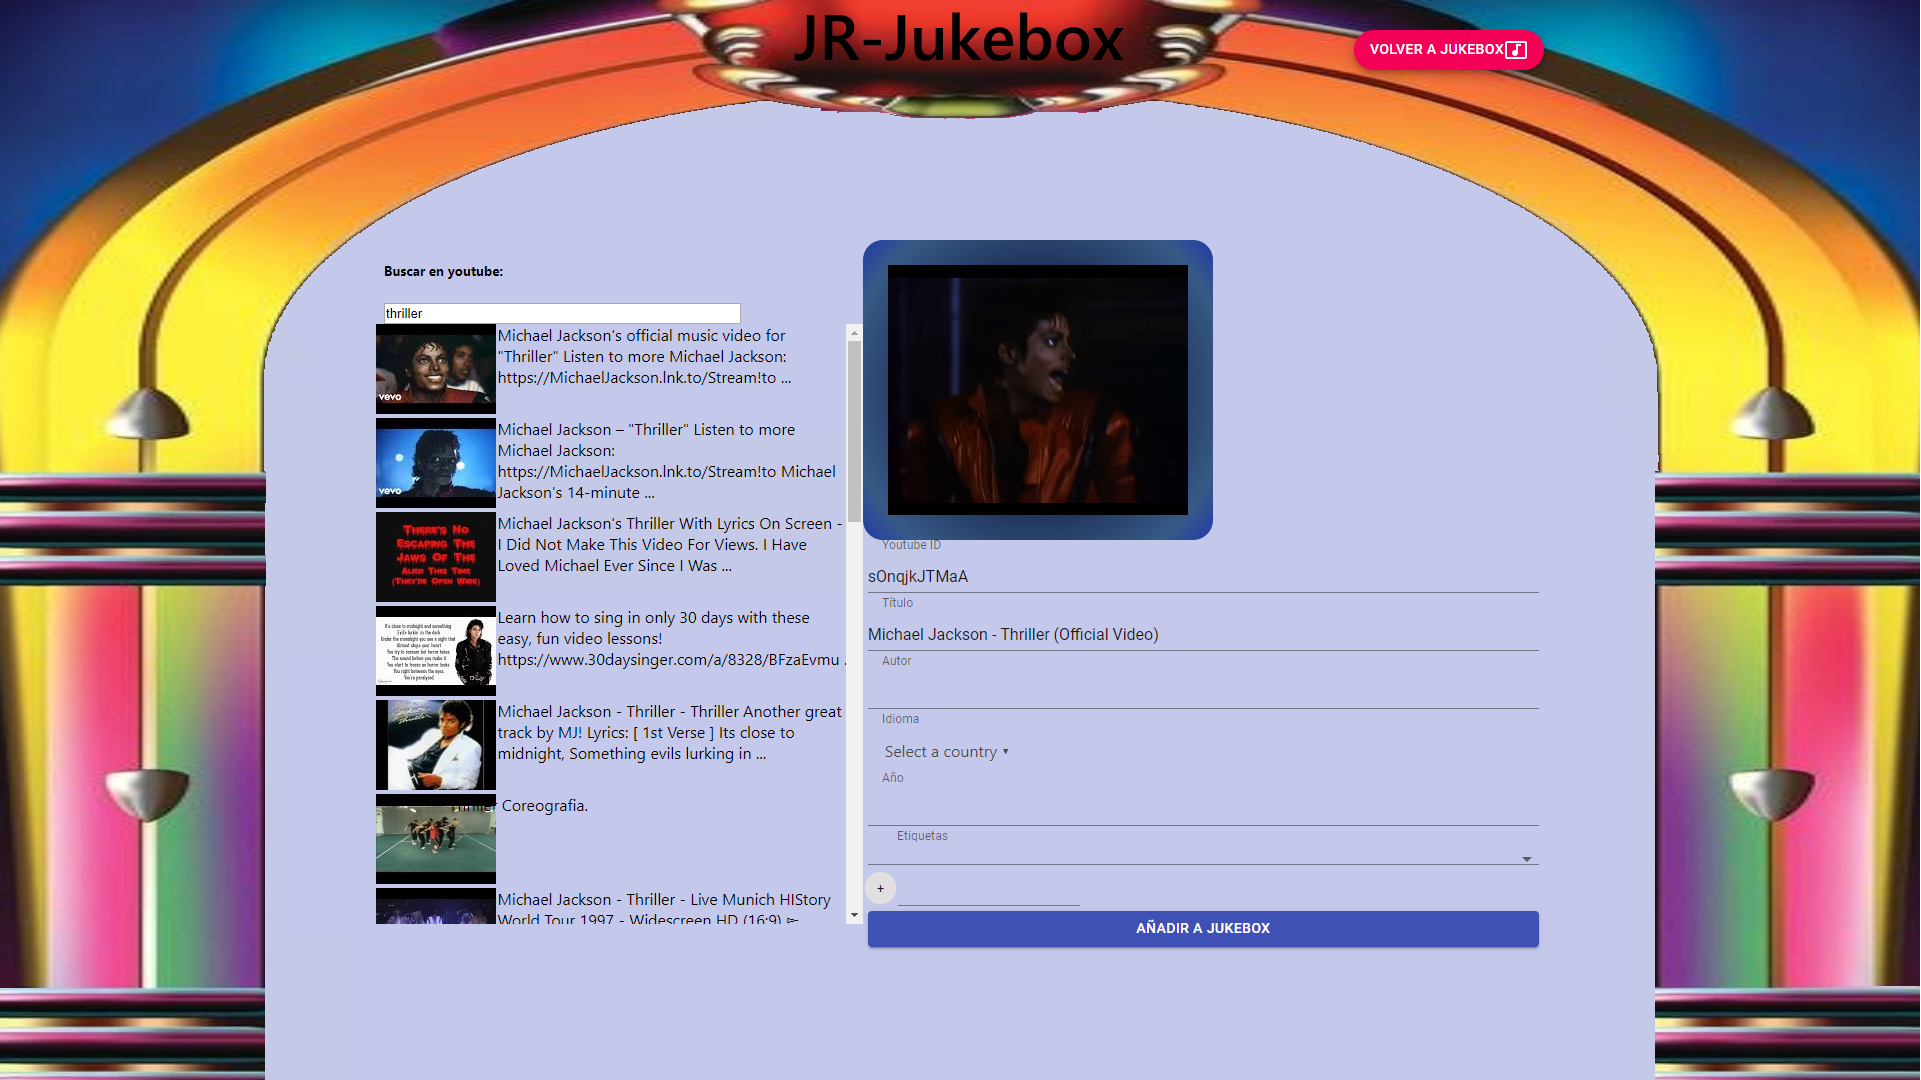 JR-Jukebox
VOLVER A JUKEBOX
Buscar en youtube:
thriller
Michael Jackson's official music video for
"Thriller" Listen to more Michael Jackson:
https://MichaelJackson.lnk.to/Stream!to ...
vevo
Michael Jackson – "Thriller" Listen to more
Michael Jackson:
https://MichaelJackson.lnk.to/Stream!to Michael
Jackson's 14-minute ...
vevo
THERE'S NO
ESCAPING THE
JAWS OF THE
ALIEN THIS TIME
(THEY'RE OPEN WIDE)
Michael Jackson's Thriller With Lyrics On Screen -
I Did Not Make This Video For Views. I Have
Loved Michael Ever Since I Was ...
Learn how to sing in only 30 days with these
easy, fun video lessons!
https://www.30daysinger.com/a/8328/BFzaEvmu .
Michael Jackson - Thriller - Thriller Another great
track by MJ! Lyrics: [ 1st Verse ] Its close to
midnight, Something evils lurking in ...
Thriller Coreografia.
Michael Jackson - Thriller - Live Munich HIStory
World Tour 1997 - Widescreen HD (16:9) ►
Youtube ID
sOnqjkJTMaA
Título
Michael Jackson - Thriller (Official Video)
Autor
Idioma
Select a country ▾
Año
Etiquetas
+
AÑADIR A JUKEBOX